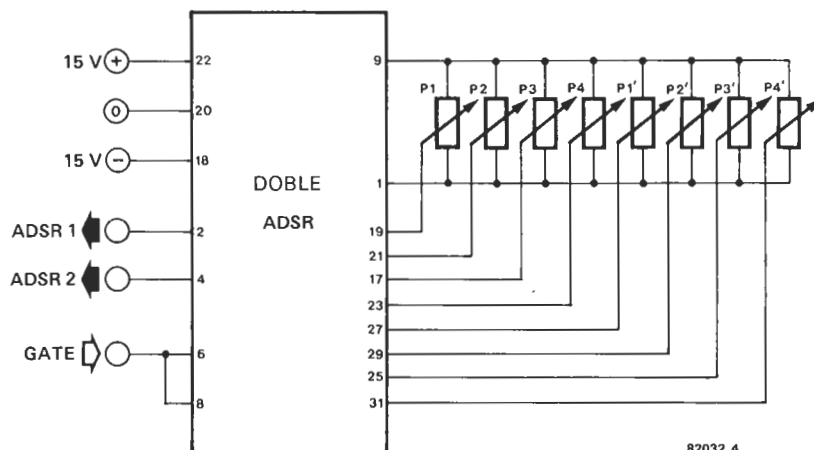 15 V +
22
0
20
15 V −
18
DOBLE
ADSR
ADSR 1
2
ADSR 2
4
GATE
6
8
9
P1 P2 P3 P4 P1' P2' P3' P4'
1
19
21
17
23
27
29
25
31
82032 4